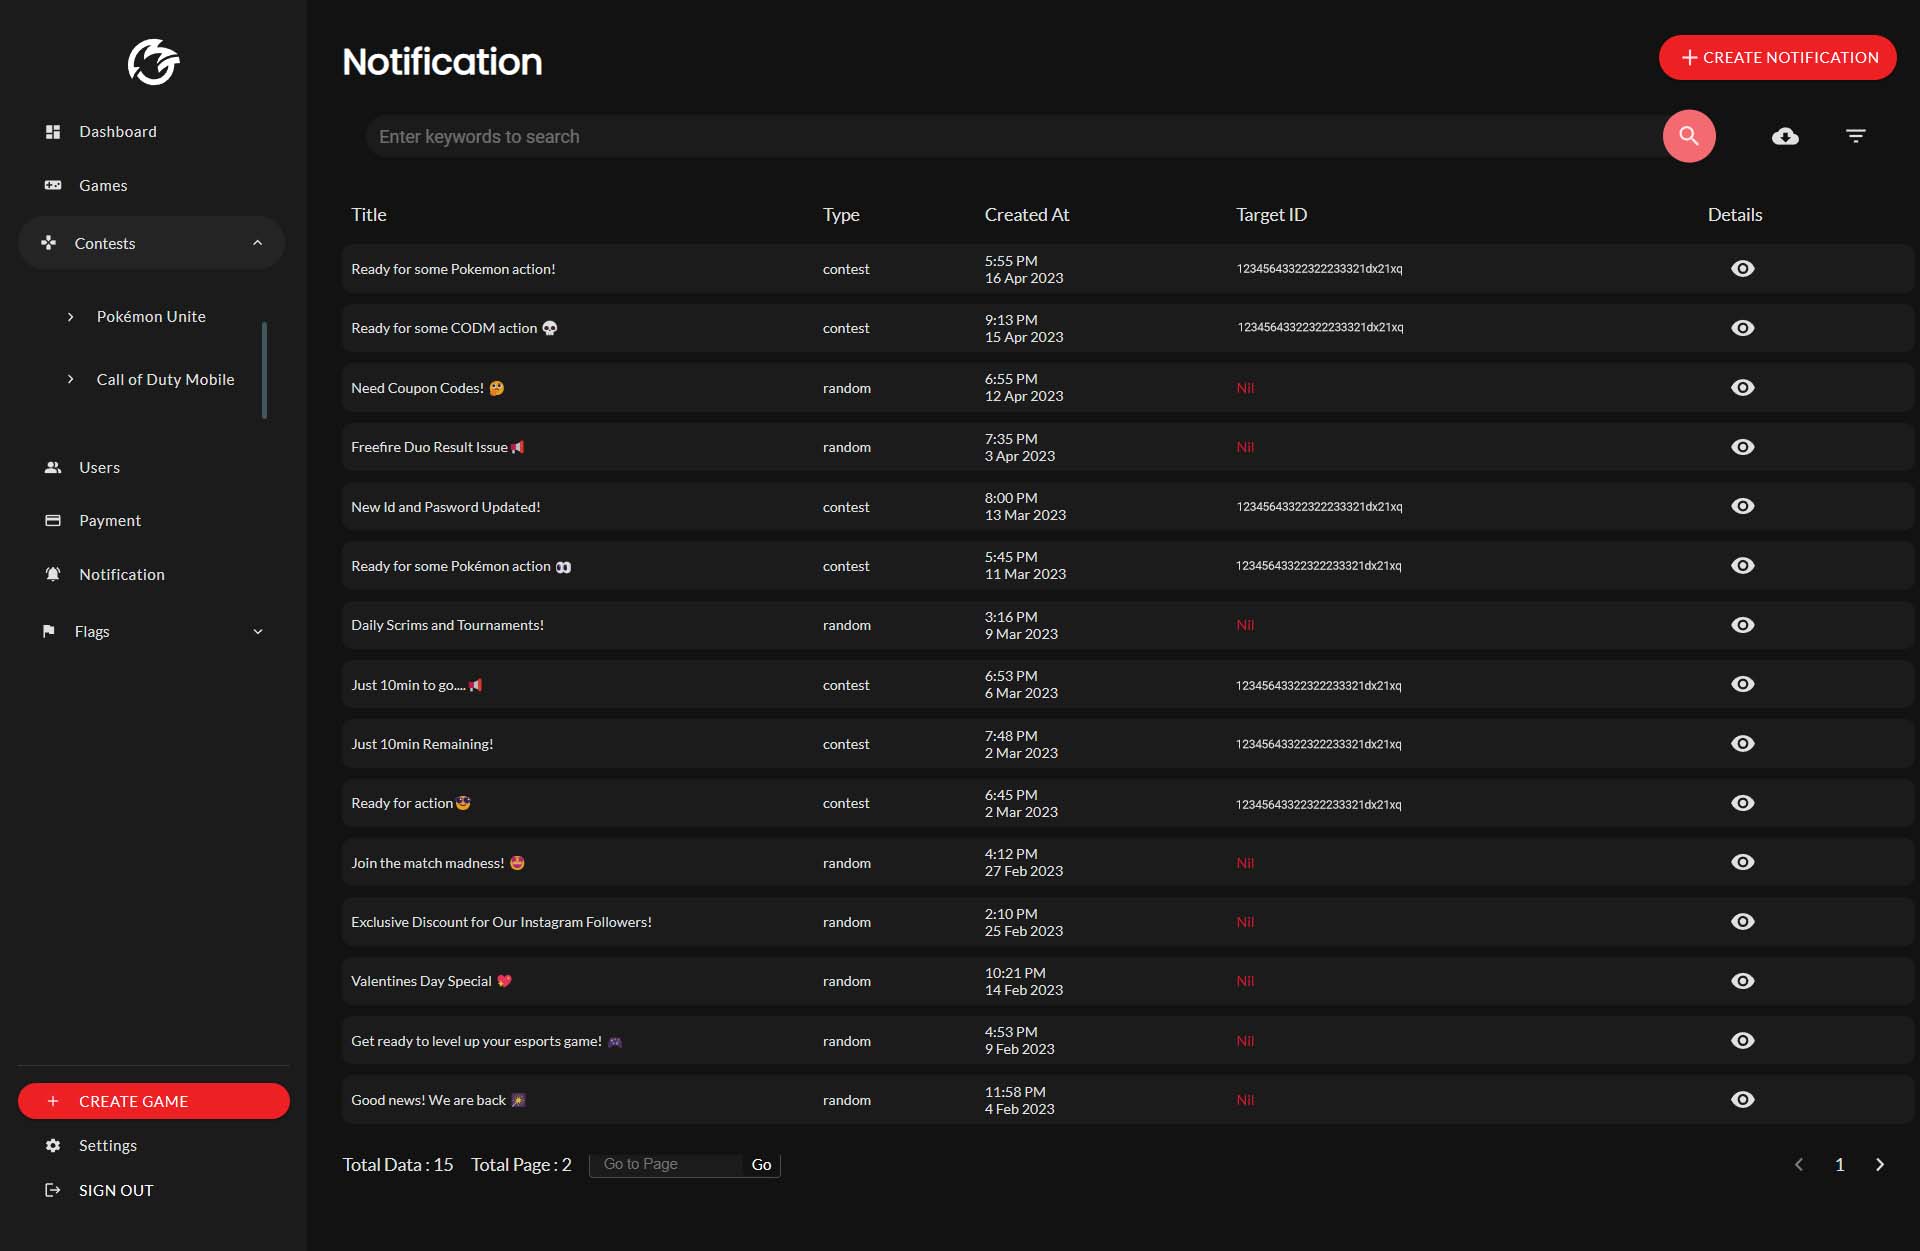 Notification
+ CREATE NOTIFICATION
Dashboard
Games
Contests
Pokémon Unite
Call of Duty Mobile
Users
Payment
Notification
Flags
+ CREATE GAME
Settings
SIGN OUT
Enter keywords to search
Title Type Created At Target ID Details
Ready for some Pokemon action! contest 5:55 PM 12345643322322233321dx21xq
16 Apr 2023
Ready for some CODM action 💀 contest 9:13 PM 12345643322322233321dx21xq
15 Apr 2023
Need Coupon Codes! 🤔 random 6:55 PM Nil
12 Apr 2023
Freefire Duo Result Issue 📢 random 7:35 PM Nil
3 Apr 2023
New Id and Pasword Updated! contest 8:00 PM 12345643322322233321dx21xq
13 Mar 2023
Ready for some Pokémon action 👀 contest 5:45 PM 12345643322322233321dx21xq
11 Mar 2023
Daily Scrims and Tournaments! random 3:16 PM Nil
9 Mar 2023
Just 10min to go.... 📢 contest 6:53 PM 12345643322322233321dx21xq
6 Mar 2023
Just 10min Remaining! contest 7:48 PM 12345643322322233321dx21xq
2 Mar 2023
Ready for action 😎 contest 6:45 PM 12345643322322233321dx21xq
2 Mar 2023
Join the match madness! 🤩 random 4:12 PM Nil
27 Feb 2023
Exclusive Discount for Our Instagram Followers! random 2:10 PM Nil
25 Feb 2023
Valentines Day Special 💖 random 10:21 PM Nil
14 Feb 2023
Get ready to level up your esports game! 🎮 random 4:53 PM Nil
9 Feb 2023
Good news! We are back 🎇 random 11:58 PM Nil
4 Feb 2023
Total Data : 15 Total Page : 2 Go to Page Go 1